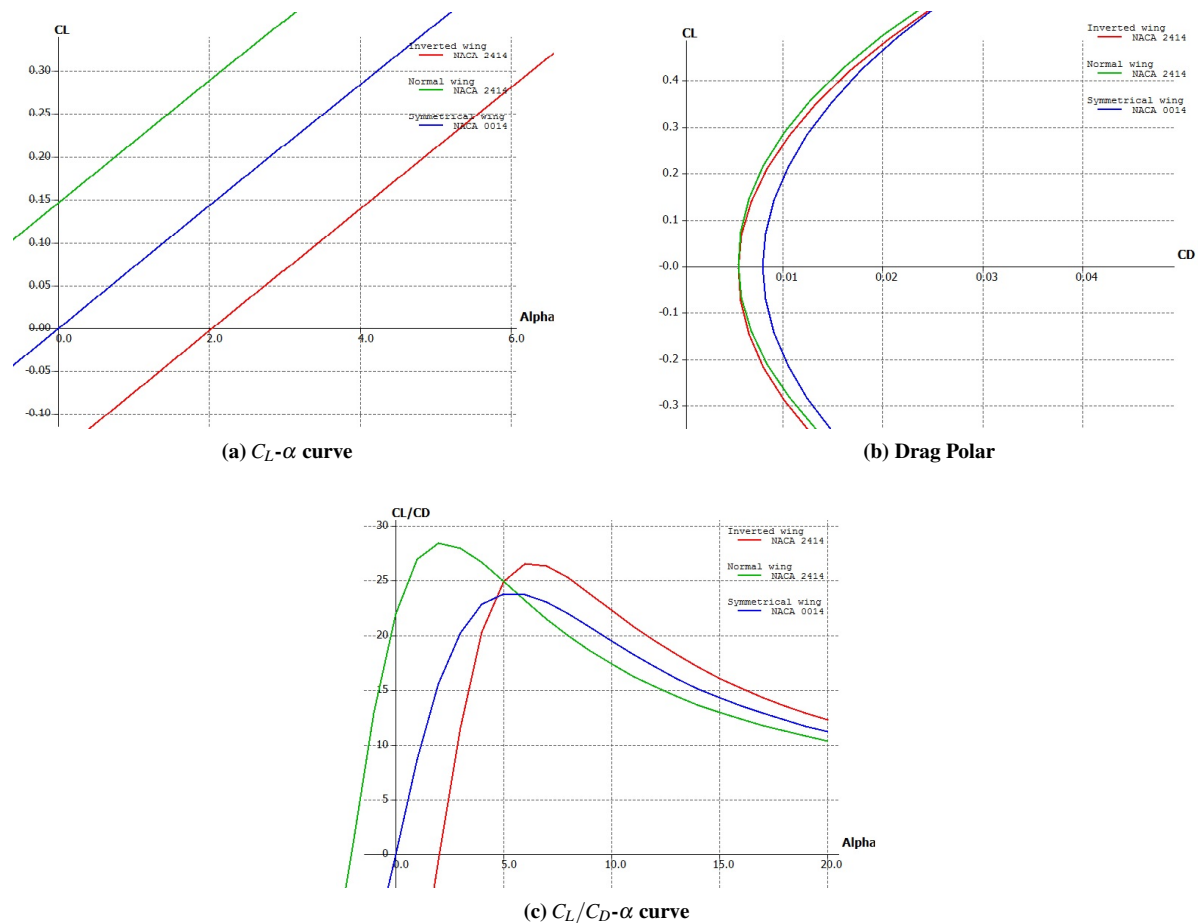 CL
Inverted wing
NACA 2414
Normal wing
NACA 2414
Symmetrical wing
NACA 0014
0.30
0.25
0.20
0.15
0.10
0.05
0.00
-0.05
-0.10
0.0
2.0
4.0
6.0
Alpha
(a) C_L-α curve
CL
Inverted wing
NACA 2414
Normal wing
NACA 2414
Symmetrical wing
NACA 0014
0.4
0.3
0.2
0.1
-0.0
-0.1
-0.2
-0.3
CD
0.01
0.02
0.03
0.04
(b) Drag Polar
CL/CD
Inverted wing
NACA 2414
Normal wing
NACA 2414
Symmetrical wing
NACA 0014
30
25
20
15
10
5
0
0.0
5.0
10.0
15.0
20.0
Alpha
(c) C_L/C_D-α curve